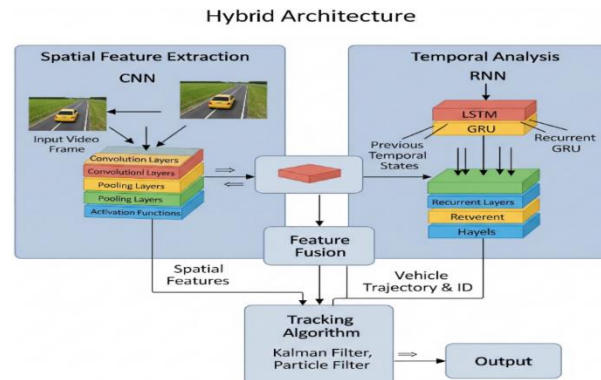 Hybrid Architecture
Spatial Feature Extraction
CNN
Input Video
Frame
Convolution Layers
Convolutionl Layers
Pooling Layers
Pooling Layers
Activation Functions
Temporal Analysis
RNN
LSTM
GRU
Previous
Temporal
States
Recurrent
GRU
Recurrent Layers
Retverent
Hayels
Feature
Fusion
Spatial
Features
Vehicle
Trajectory & ID
Tracking
Algorithm
Kalman Filter,
Particle Filter
Output